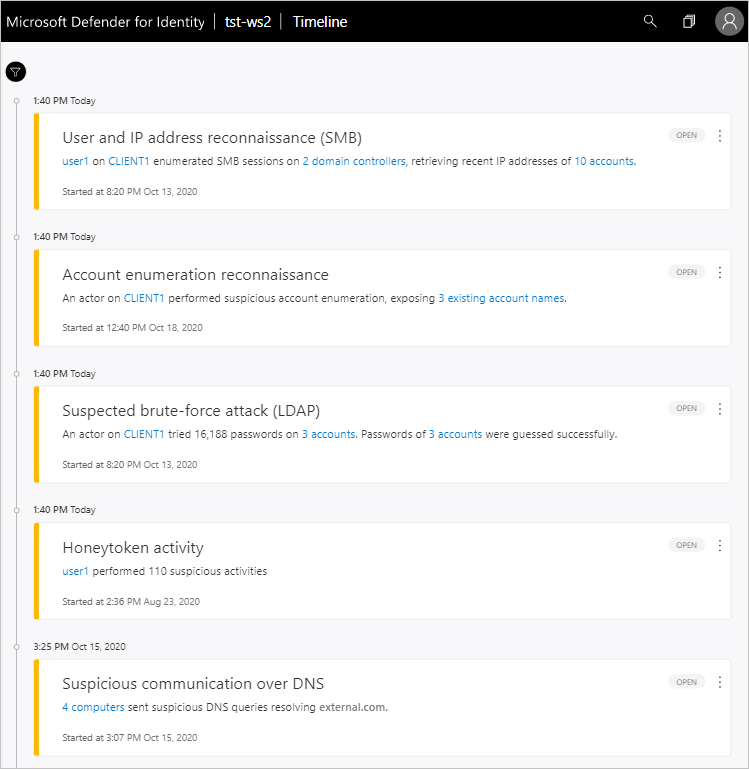 Microsoft Defender for Identity | tst-ws2 | Timeline
1:40 PM Today
User and IP address reconnaissance (SMB)
OPEN
user1 on CLIENT1 enumerated SMB sessions on 2 domain controllers, retrieving recent IP addresses of 10 accounts.
Started at 8:20 PM Oct 13, 2020
1:40 PM Today
Account enumeration reconnaissance
OPEN
An actor on CLIENT1 performed suspicious account enumeration, exposing 3 existing account names.
Started at 12:40 PM Oct 18, 2020
1:40 PM Today
Suspected brute-force attack (LDAP)
OPEN
An actor on CLIENT1 tried 16,188 passwords on 3 accounts. Passwords of 3 accounts were guessed successfully.
Started at 8:20 PM Oct 13, 2020
1:40 PM Today
Honeytoken activity
OPEN
user1 performed 110 suspicious activities
Started at 2:36 PM Aug 23, 2020
3:25 PM Oct 15, 2020
Suspicious communication over DNS
OPEN
4 computers sent suspicious DNS queries resolving external.com.
Started at 3:07 PM Oct 15, 2020